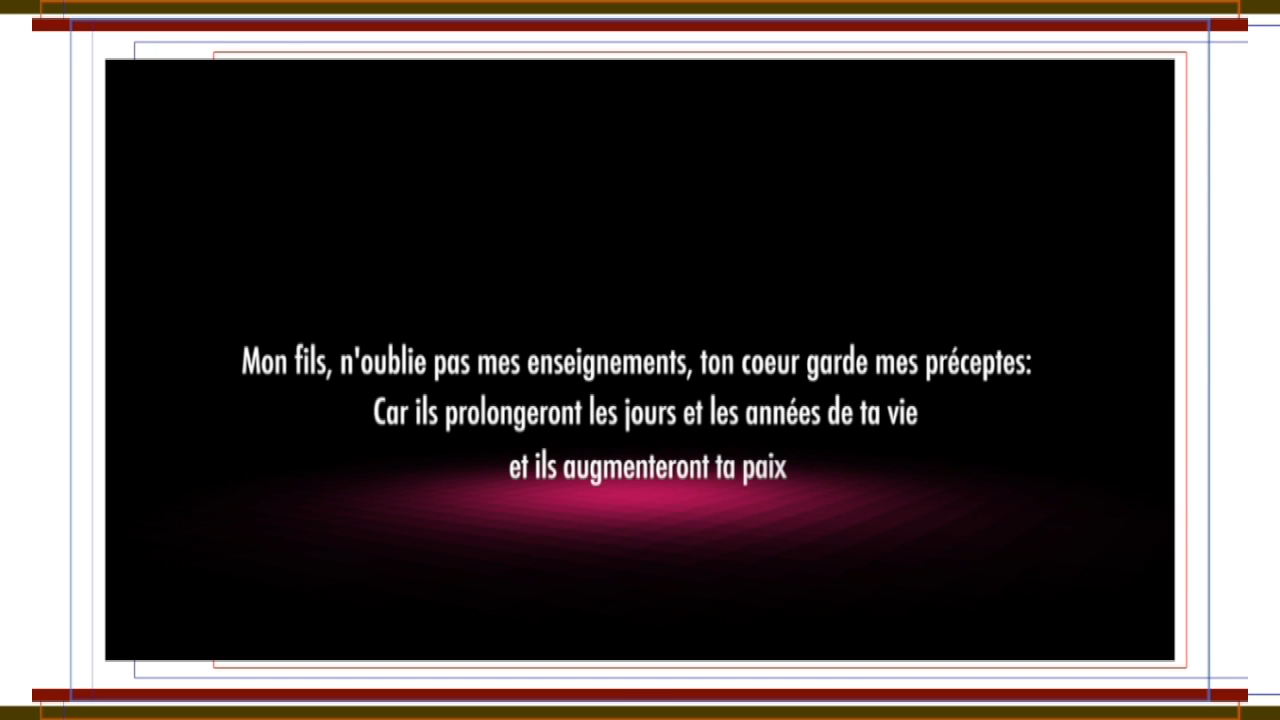 Mon fils, n'oublie pas mes enseignements, ton coeur garde mes préceptes:
Car ils prolongeront les jours et les années de ta vie
et ils augmenteront ta paix